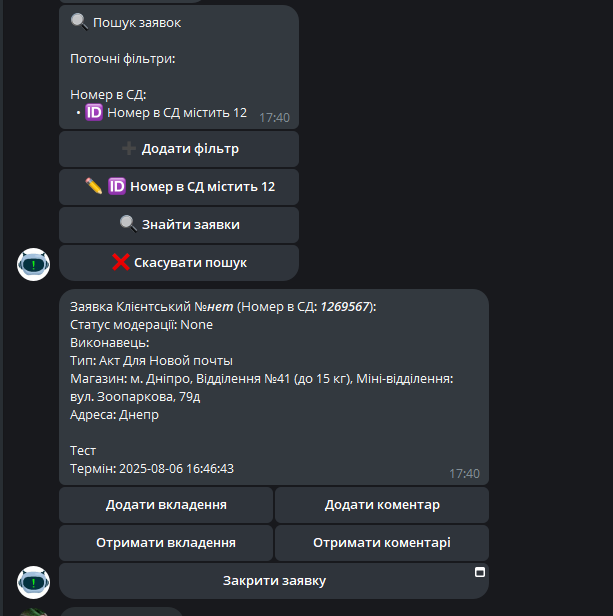 🔍 Пошук заявок
Поточні фільтри:
Номер в СД:
• 🆔 Номер в СД містить 12
17:40
➕ Додати фільтр
✏️ 🆔 Номер в СД містить 12
🔍 Знайти заявки
❌ Скасувати пошук
Заявка Клієнтський №нет (Номер в СД: 1269567):
Статус модерації: None
Виконавець:
Тип: Акт Для Новой почты
Магазин: м. Дніпро, Відділення №41 (до 15 кг), Міні-відділення:
вул. Зоопаркова, 79д
Адреса: Днепр
Тест
Термін: 2025-08-06 16:46:43
17:40
Додати вкладення
Додати коментар
Отримати вкладення
Отримати коментарі
Закрити заявку